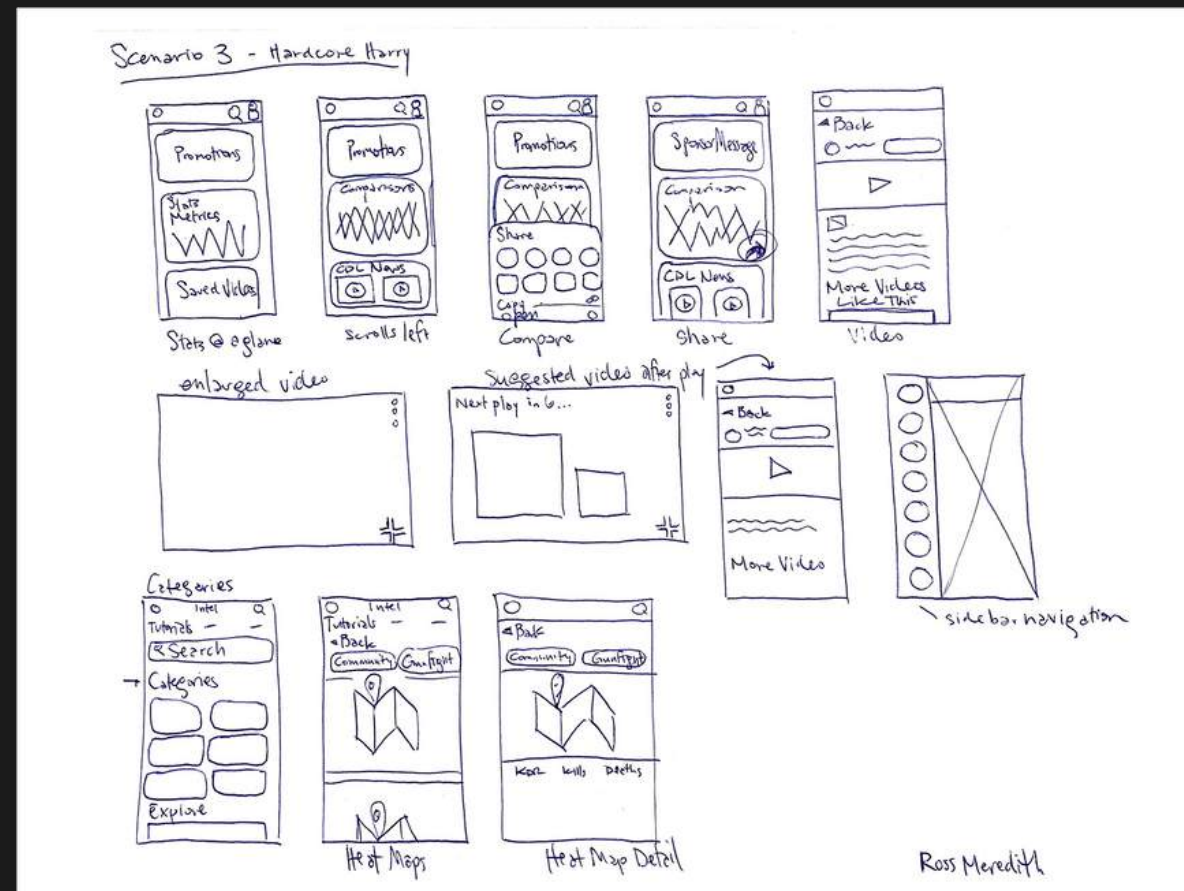 Scenario 3 - Hardcore Harry
Promotions
Stats
Metrics
Saved Videos
Stats @ a glance
Promotions
Comparisons
CDL News
scrolls left
Promotions
Comparison
Share
Copy
Open
Compare
Sponsor Message
Comparison
CDL News
Share
Back
More Videos
Like This
Video
enlarged video
Suggested video after play
Next play in 6...
Back
More Video
sidebar navigation
Categories
Intel
Tutorials
Search
Categories
Explore
Intel
Tutorials
Back
Community Gunfight
Heat Maps
Back
Community Gunfight
KDR Kills Deaths
Heat Map Detail
Ross Meredith